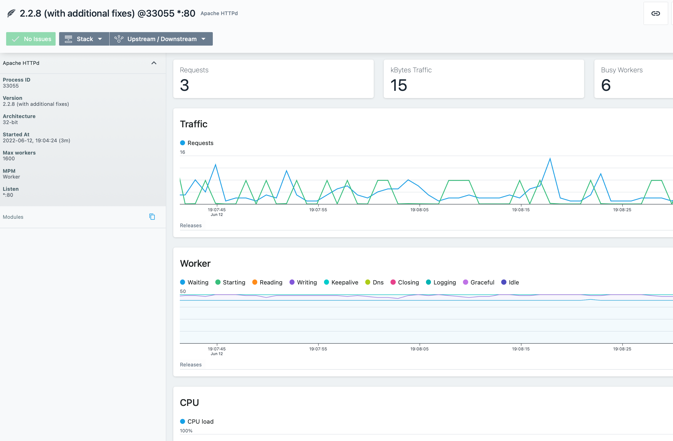 2.2.8 (with additional fixes) @33055 *:80 Apache HTTPd
No Issues Stack Upstream / Downstream
Apache HTTPd
Process ID
33055
Version
2.2.8 (with additional fixes)
Architecture
32-bit
Started At
2022-06-12, 19:04:24 (3m)
Max workers
1600
MPM
Worker
Listen
*:80
Modules
Requests
3
kBytes Traffic
15
Busy Workers
6
Traffic
Requests
16
19:07:45
Jun 12
19:07:55
19:08:05
19:08:15
19:08:25
Releases
Worker
Waiting Starting Reading Writing Keepalive Dns Closing Logging Graceful Idle
50
19:07:45
Jun 12
19:07:55
19:08:05
19:08:15
19:08:25
Releases
CPU
CPU load
100%